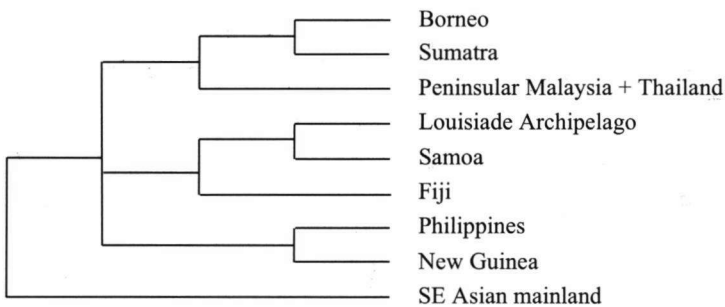 Borneo
Sumatra
Peninsular Malaysia + Thailand
Louisiade Archipelago
Samoa
Fiji
Philippines
New Guinea
SE Asian mainland